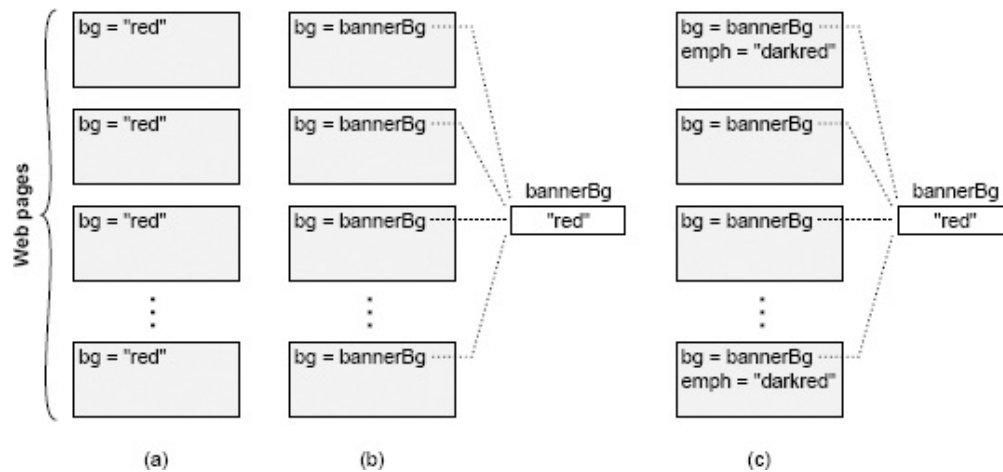 Web pages
bg = "red"
bg = "red"
bg = "red"
bg = "red"
(a)
bg = bannerBg
bg = bannerBg
bg = bannerBg
bg = bannerBg
bannerBg
"red"
(b)
bg = bannerBg
emph = "darkred"
bg = bannerBg
bg = bannerBg
bg = bannerBg
emph = "darkred"
bannerBg
"red"
(c)